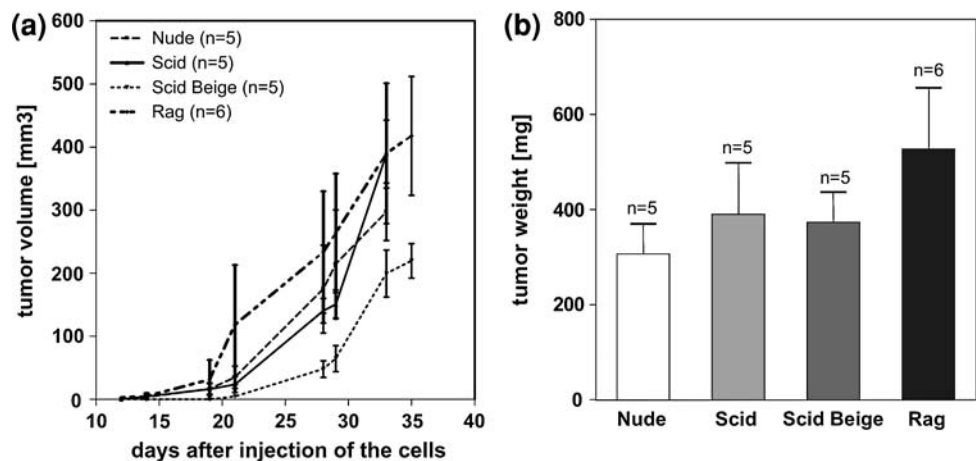 (a)
600
500
400
300
200
100
0
tumor volume [mm3]
Nude (n=5)
Scid (n=5)
Scid Beige (n=5)
Rag (n=6)
10
15
20
25
30
35
40
days after injection of the cells
(b)
800
600
400
200
0
tumor weight [mg]
n=5
n=5
n=5
n=6
Nude
Scid
Scid Beige
Rag